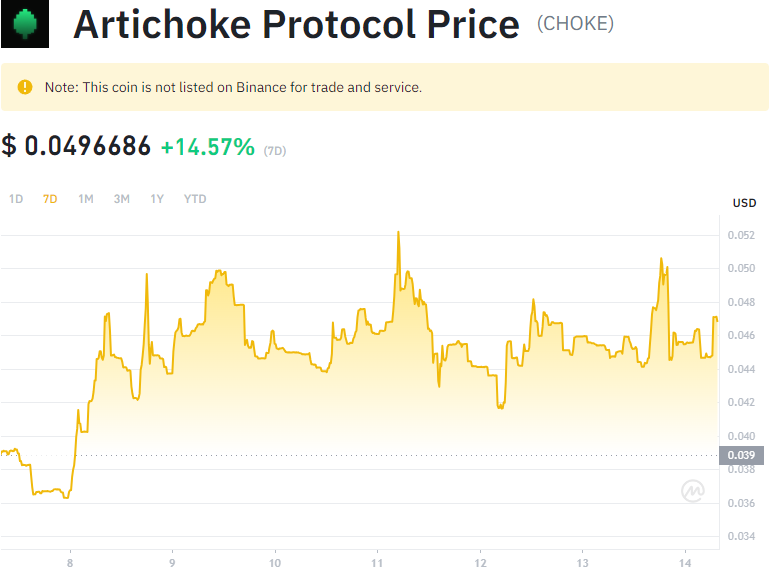 Artichoke Protocol Price (CHOKE)
Note: This coin is not listed on Binance for trade and service.
$ 0.0496686 +14.57% (7D)
1D 7D 1M 3M 1Y YTD
USD
0.052
0.050
0.048
0.046
0.044
0.042
0.040
0.039
0.038
0.036
0.034
8 9 10 11 12 13 14